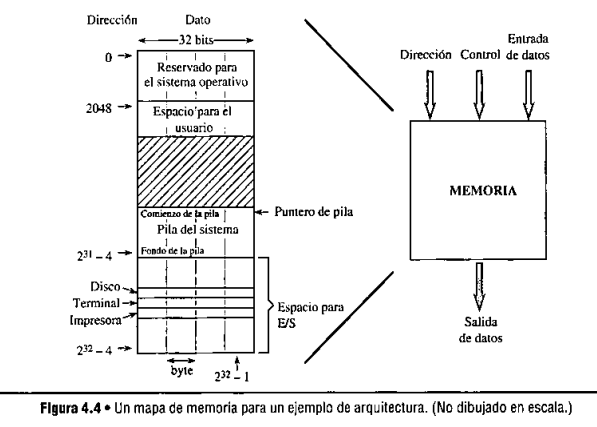 Dirección
Dato
32 bits
0
Reservado para
el sistema operativo
2048
Espacio para el
usuario
Comienzo de la pila
Puntero de pila
Pila del sistema
Fondo de la pila
2³¹ – 4
Disco
Terminal
Impresora
Espacio para
E/S
2³² – 4
byte
2³² – 1
Dirección
Control
Entrada
de datos
MEMORIA
Salida
de datos
Figura 4.4 • Un mapa de memoria para un ejemplo de arquitectura. (No dibujado en escala.)